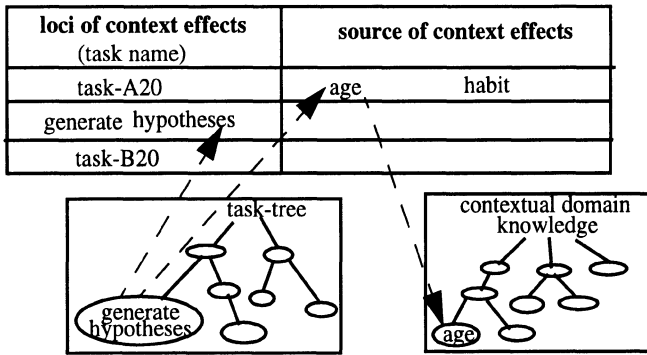 loci of context effects
(task name)
source of context effects
task-A20
age
habit
generate hypotheses
task-B20
task-tree
generate
hypotheses
contextual domain
knowledge
age